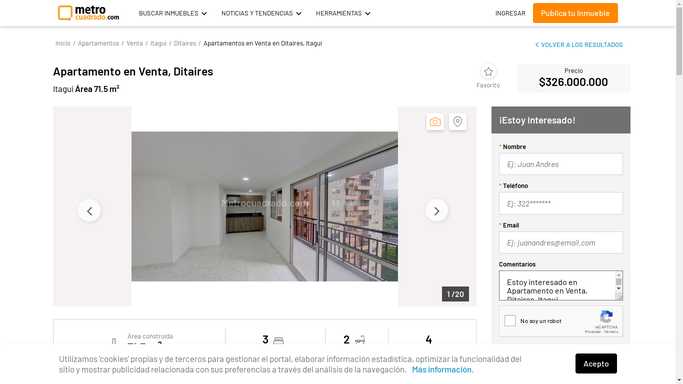 metro
cuadrado.com
BUSCAR INMUEBLES
NOTICIAS Y TENDENCIAS
HERRAMIENTAS
INGRESAR
Publica tu Inmueble
Inicio / Apartamentos / Venta / Itagui / Ditaires / Apartamentos en Venta en Ditaires, Itagui
VOLVER A LOS RESULTADOS
Apartamento en Venta, Ditaires
Itagui Área 71.5 m²
Favorito
Precio
$326.000.000
Metrocuadrado.com
1 / 20
¡Estoy Interesado!
* Nombre
Ej: Juan Andres
* Teléfono
Ej: 322*******
* Email
Ej: juanandres@email.com
Comentarios
Estoy interesado en
Apartamento en Venta,
Ditaires, Itagui
No soy un robot
reCAPTCHA
Privacidad - Términos
Área construida
3
2
4
Utilizamos 'cookies' propias y de terceros para gestionar el portal, elaborar información estadística, optimizar la funcionalidad del
sitio y mostrar publicidad relacionada con sus preferencias a través del análisis de la navegación. Más información.
Acepto